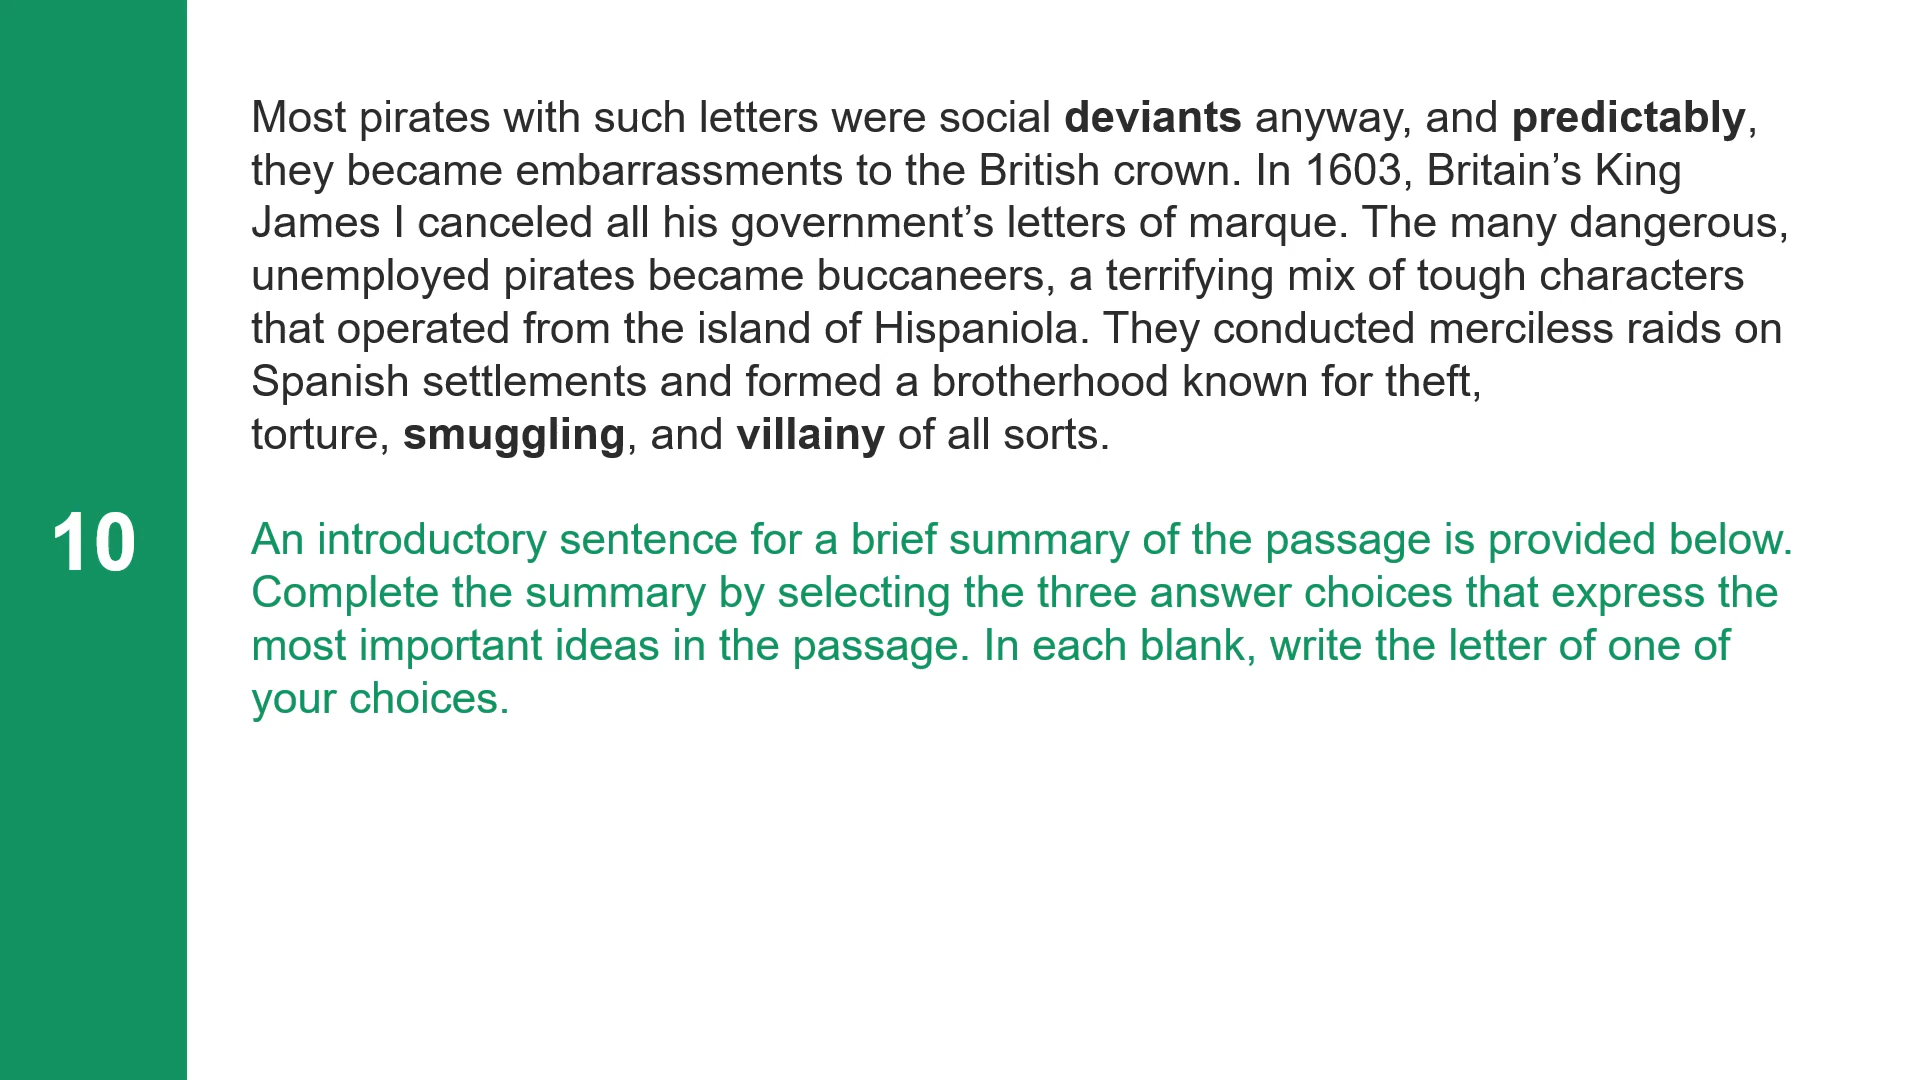 Most pirates with such letters were social deviants anyway, and predictably,
they became embarrassments to the British crown. In 1603, Britain’s King
James I canceled all his government’s letters of marque. The many dangerous,
unemployed pirates became buccaneers, a terrifying mix of tough characters
that operated from the island of Hispaniola. They conducted merciless raids on
Spanish settlements and formed a brotherhood known for theft,
torture, smuggling, and villainy of all sorts.
10
An introductory sentence for a brief summary of the passage is provided below.
Complete the summary by selecting the three answer choices that express the
most important ideas in the passage. In each blank, write the letter of one of
your choices.